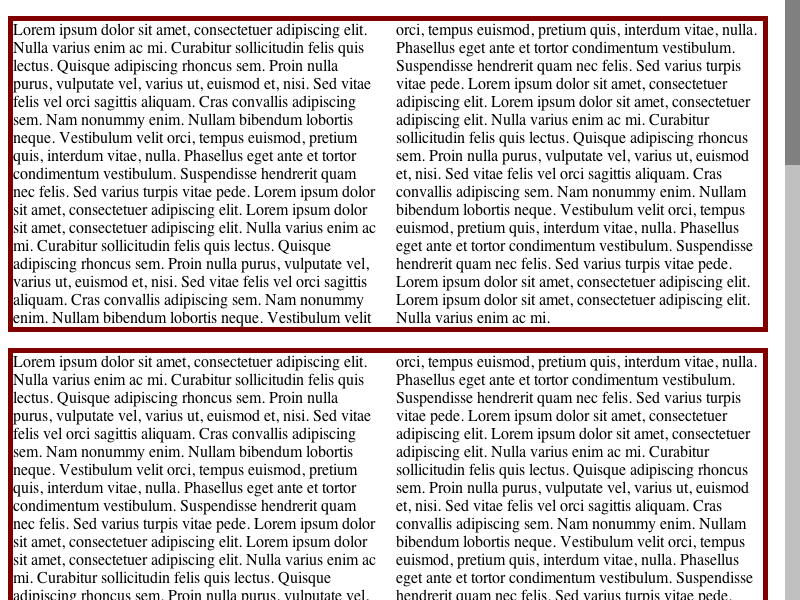 Lorem ipsum dolor sit amet, consectetuer adipiscing elit.
Nulla varius enim ac mi. Curabitur sollicitudin felis quis
lectus. Quisque adipiscing rhoncus sem. Proin nulla
purus, vulputate vel, varius ut, euismod et, nisi. Sed vitae
felis vel orci sagittis aliquam. Cras convallis adipiscing
sem. Nam nonummy enim. Nullam bibendum lobortis
neque. Vestibulum velit orci, tempus euismod, pretium
quis, interdum vitae, nulla. Phasellus eget ante et tortor
condimentum vestibulum. Suspendisse hendrerit quam
nec felis. Sed varius turpis vitae pede. Lorem ipsum dolor
sit amet, consectetuer adipiscing elit. Lorem ipsum dolor
sit amet, consectetuer adipiscing elit. Nulla varius enim ac
mi. Curabitur sollicitudin felis quis lectus. Quisque
adipiscing rhoncus sem. Proin nulla purus, vulputate vel,
varius ut, euismod et, nisi. Sed vitae felis vel orci sagittis
aliquam. Cras convallis adipiscing sem. Nam nonummy
enim. Nullam bibendum lobortis neque. Vestibulum velit
orci, tempus euismod, pretium quis, interdum vitae, nulla.
Phasellus eget ante et tortor condimentum vestibulum.
Suspendisse hendrerit quam nec felis. Sed varius turpis
vitae pede. Lorem ipsum dolor sit amet, consectetuer
adipiscing elit. Lorem ipsum dolor sit amet, consectetuer
adipiscing elit. Nulla varius enim ac mi. Curabitur
sollicitudin felis quis lectus. Quisque adipiscing rhoncus
sem. Proin nulla purus, vulputate vel, varius ut, euismod
et, nisi. Sed vitae felis vel orci sagittis aliquam. Cras
convallis adipiscing sem. Nam nonummy enim. Nullam
bibendum lobortis neque. Vestibulum velit orci, tempus
euismod, pretium quis, interdum vitae, nulla. Phasellus
eget ante et tortor condimentum vestibulum. Suspendisse
hendrerit quam nec felis. Sed varius turpis vitae pede.
Lorem ipsum dolor sit amet, consectetuer adipiscing elit.
Lorem ipsum dolor sit amet, consectetuer adipiscing elit.
Nulla varius enim ac mi.
Lorem ipsum dolor sit amet, consectetuer adipiscing elit.
Nulla varius enim ac mi. Curabitur sollicitudin felis quis
lectus. Quisque adipiscing rhoncus sem. Proin nulla
purus, vulputate vel, varius ut, euismod et, nisi. Sed vitae
felis vel orci sagittis aliquam. Cras convallis adipiscing
sem. Nam nonummy enim. Nullam bibendum lobortis
neque. Vestibulum velit orci, tempus euismod, pretium
quis, interdum vitae, nulla. Phasellus eget ante et tortor
condimentum vestibulum. Suspendisse hendrerit quam
nec felis. Sed varius turpis vitae pede. Lorem ipsum dolor
sit amet, consectetuer adipiscing elit. Lorem ipsum dolor
sit amet, consectetuer adipiscing elit. Nulla varius enim ac
mi. Curabitur sollicitudin felis quis lectus. Quisque
adipiscing rhoncus sem. Proin nulla purus, vulputate vel,
orci, tempus euismod, pretium quis, interdum vitae, nulla.
Phasellus eget ante et tortor condimentum vestibulum.
Suspendisse hendrerit quam nec felis. Sed varius turpis
vitae pede. Lorem ipsum dolor sit amet, consectetuer
adipiscing elit. Lorem ipsum dolor sit amet, consectetuer
adipiscing elit. Nulla varius enim ac mi. Curabitur
sollicitudin felis quis lectus. Quisque adipiscing rhoncus
sem. Proin nulla purus, vulputate vel, varius ut, euismod
et, nisi. Sed vitae felis vel orci sagittis aliquam. Cras
convallis adipiscing sem. Nam nonummy enim. Nullam
bibendum lobortis neque. Vestibulum velit orci, tempus
euismod, pretium quis, interdum vitae, nulla. Phasellus
eget ante et tortor condimentum vestibulum. Suspendisse
hendrerit quam nec felis. Sed varius turpis vitae pede.